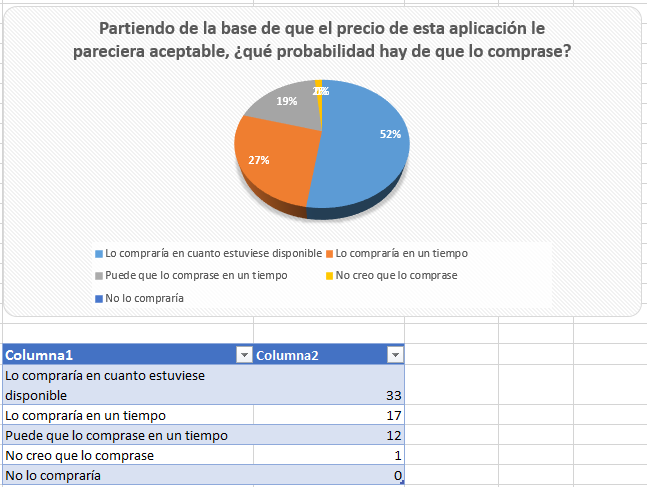 Partiendo de la base de que el precio de esta aplicación le
pareciera aceptable, ¿qué probabilidad hay de que lo comprase?
2%
0%
19%
52%
27%
Lo compraría en cuanto estuviese disponible
Lo compraría en un tiempo
Puede que lo comprase en un tiempo
No creo que lo comprase
No lo compraría
Columna1 Columna2
Lo compraría en cuanto estuviese
disponible 33
Lo compraría en un tiempo 17
Puede que lo comprase en un tiempo 12
No creo que lo comprase 1
No lo compraría 0